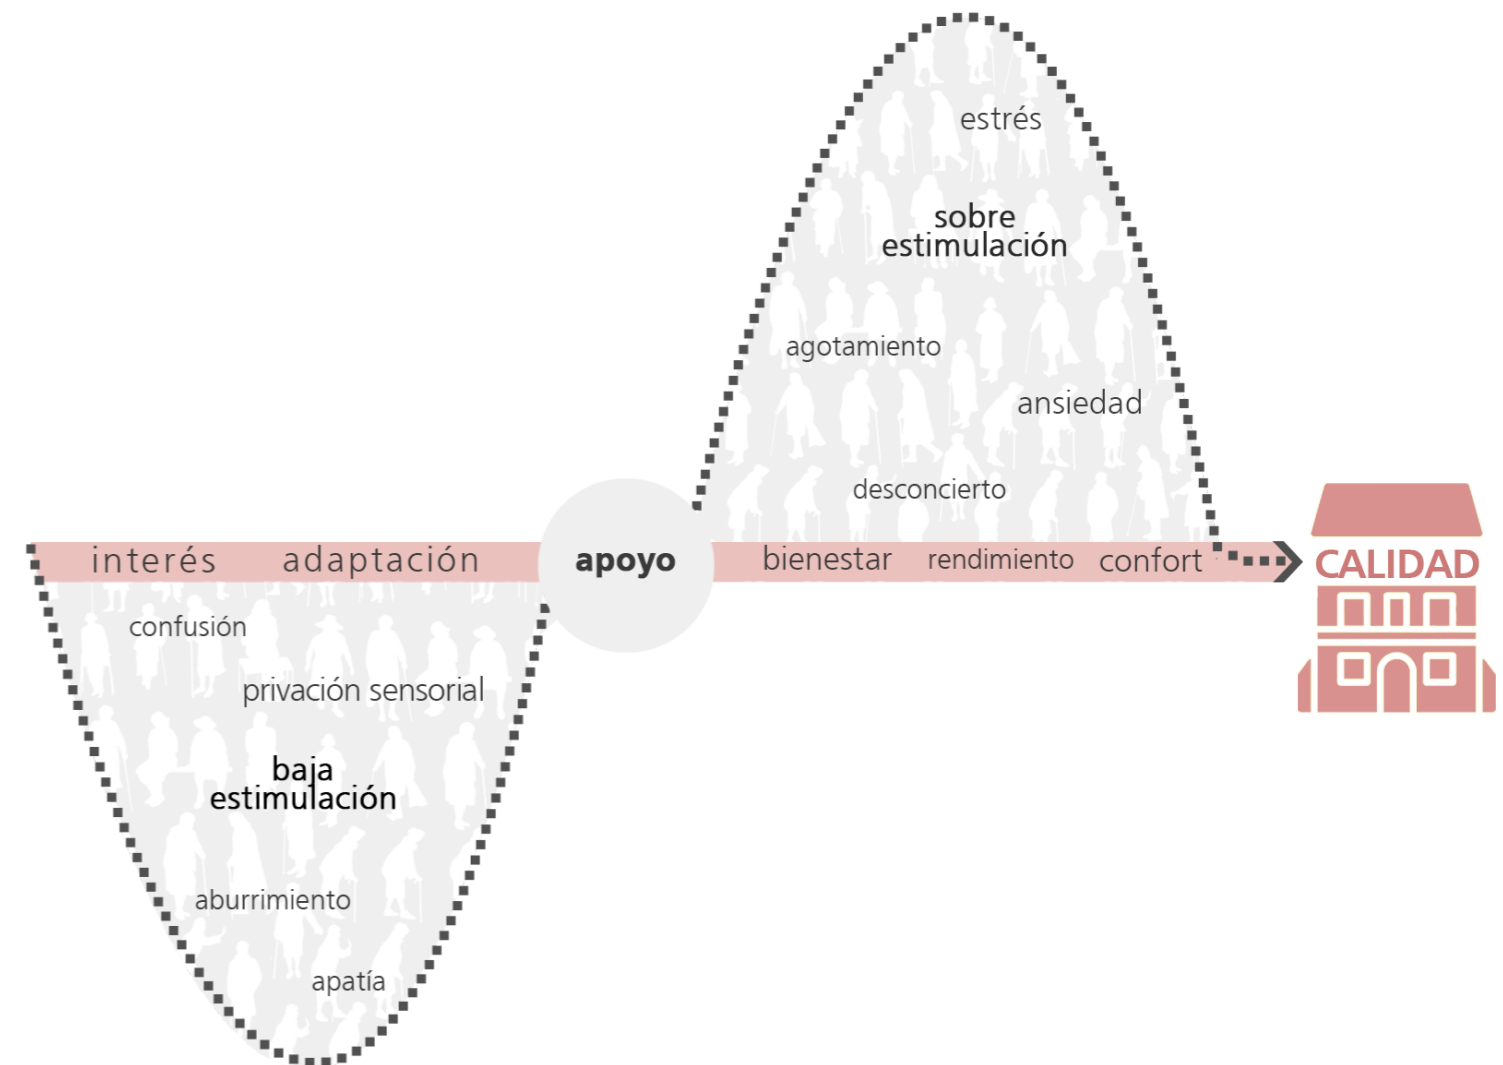 estrés
sobre
estimulación
agotamiento
ansiedad
desconcierto
interés adaptación apoyo bienestar rendimiento confort CALIDAD
confusión
privación sensorial
baja
estimulación
aburrimiento
apatía